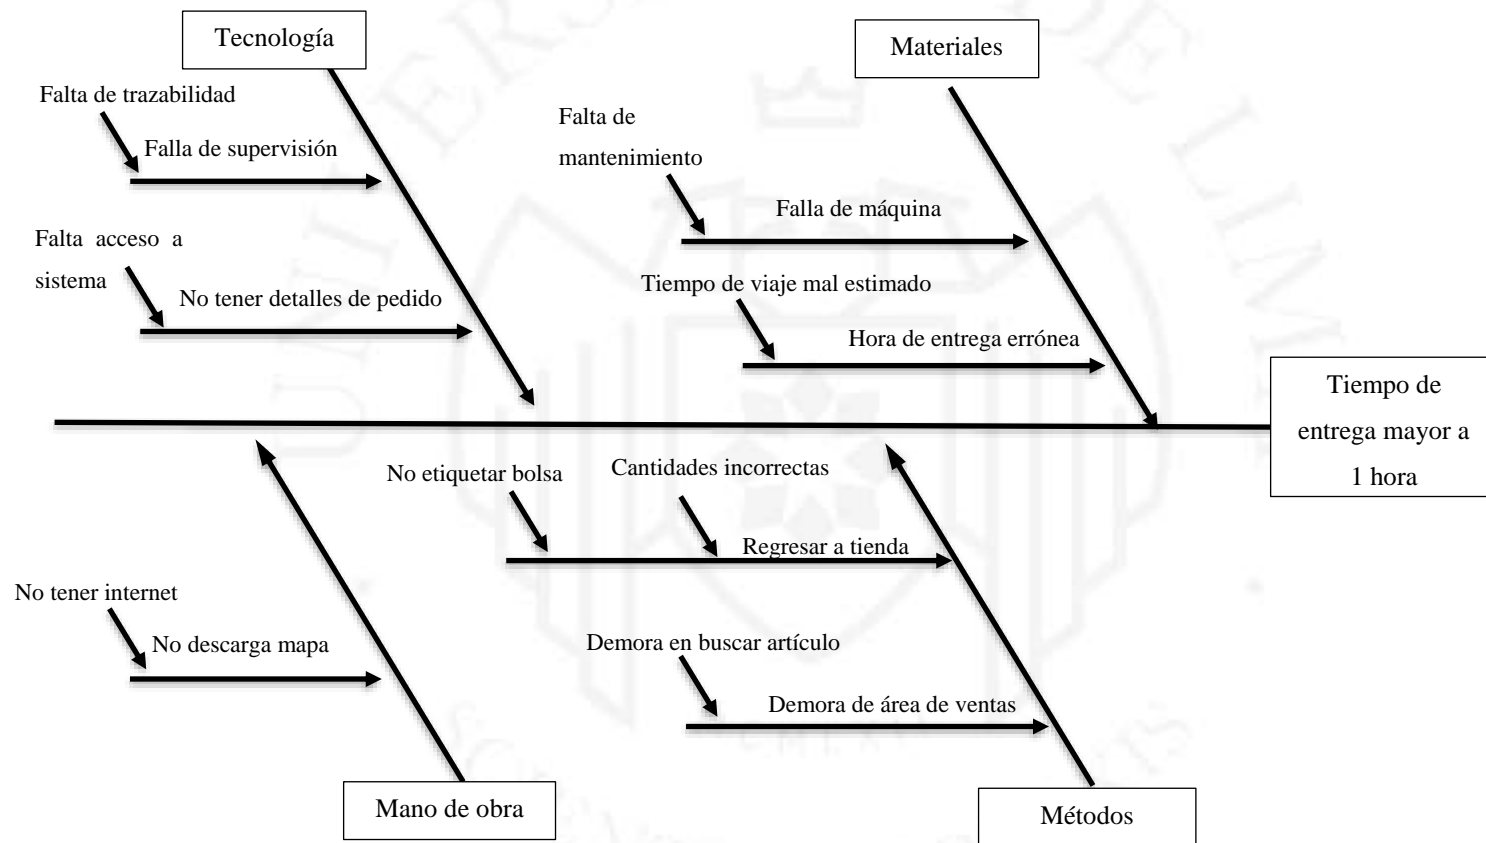 Tecnología
Materiales
Falta de trazabilidad
Falla de supervisión
Falta de
mantenimiento
Falla de máquina
Falta acceso a
sistema
No tener detalles de pedido
Tiempo de viaje mal estimado
Hora de entrega errónea
Tiempo de
entrega mayor a
1 hora
No etiquetar bolsa
Cantidades incorrectas
Regresar a tienda
No tener internet
No descarga mapa
Demora en buscar artículo
Demora de área de ventas
Mano de obra
Métodos